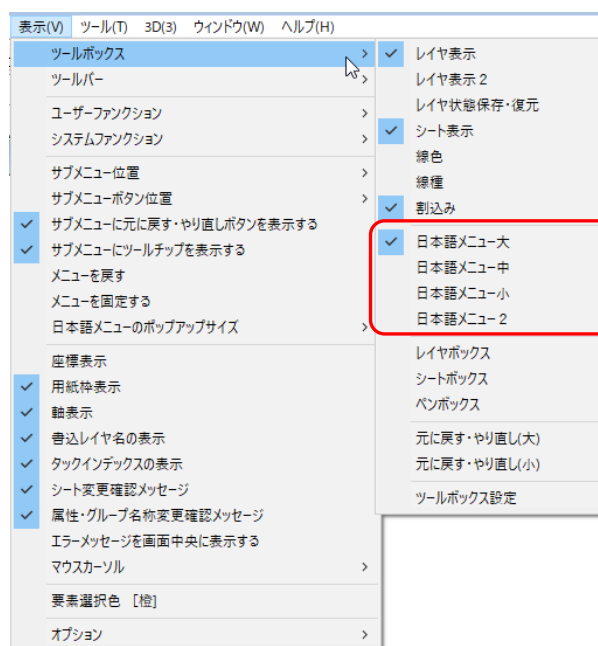 表示(V) ツール(T) 3D(3) ウィンドウ(W) ヘルプ(H)
ツールボックス
ツールバー
ユーザーファンクション
システムファンクション
サブメニュー位置
サブメニューボタン位置
サブメニューに元に戻す・やり直しボタンを表示する
サブメニューにツールチップを表示する
メニューを戻す
メニューを固定する
日本語メニューのポップアップサイズ
座標表示
用紙枠表示
軸表示
書込レイヤ名の表示
タックインデックスの表示
シート変更確認メッセージ
属性・グループ名称変更確認メッセージ
エラーメッセージを画面中央に表示する
マウスカーソル
要素選択色 [橙]
オプション
レイヤ表示
レイヤ表示 2
レイヤ状態保存・復元
シート表示
線色
線種
割込み
日本語メニュー大
日本語メニュー中
日本語メニュー小
日本語メニュー 2
レイヤボックス
シートボックス
ペンボックス
元に戻す・やり直し(大)
元に戻す・やり直し(小)
ツールボックス設定